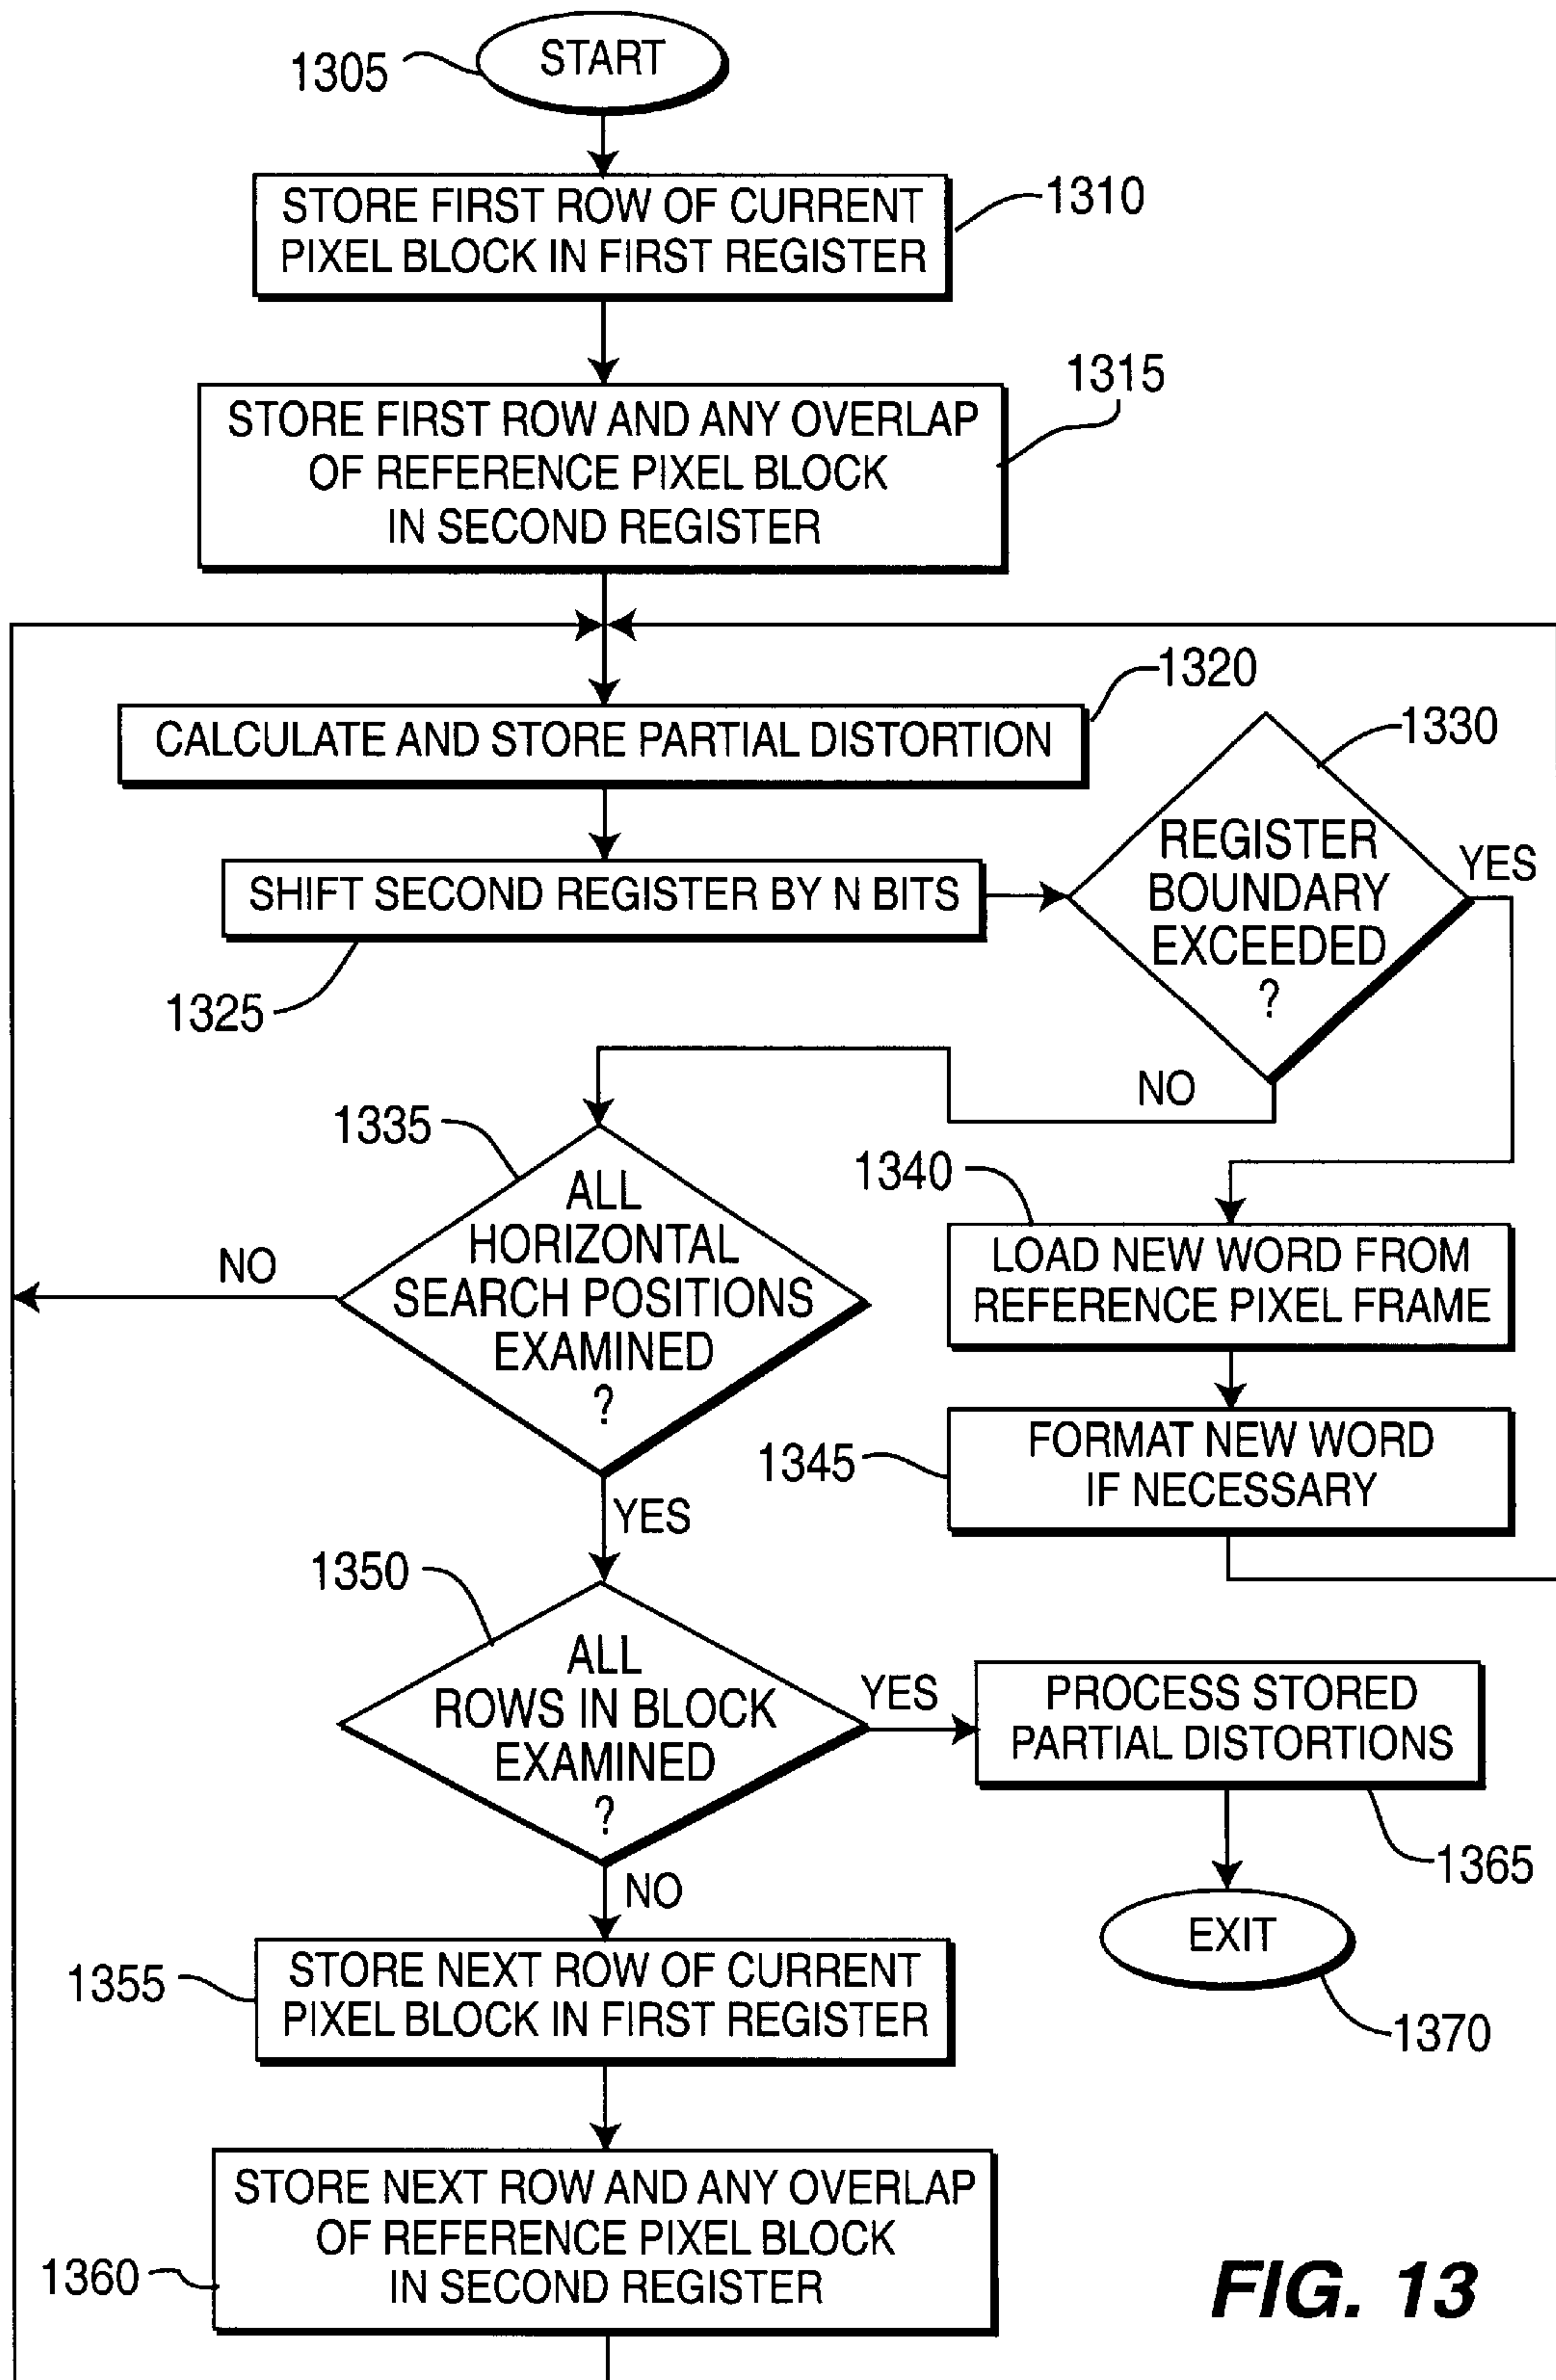 START
1305
STORE FIRST ROW OF CURRENT
PIXEL BLOCK IN FIRST REGISTER
1310
STORE FIRST ROW AND ANY OVERLAP
OF REFERENCE PIXEL BLOCK
IN SECOND REGISTER
1315
CALCULATE AND STORE PARTIAL DISTORTION
1320
SHIFT SECOND REGISTER BY N BITS
1325
REGISTER
BOUNDARY
EXCEEDED
?
1330
YES
NO
ALL
HORIZONTAL
SEARCH POSITIONS
EXAMINED
?
1335
NO
YES
LOAD NEW WORD FROM
REFERENCE PIXEL FRAME
1340
FORMAT NEW WORD
IF NECESSARY
1345
ALL
ROWS IN BLOCK
EXAMINED
?
1350
YES
NO
PROCESS STORED
PARTIAL DISTORTIONS
1365
EXIT
1370
STORE NEXT ROW OF CURRENT
PIXEL BLOCK IN FIRST REGISTER
1355
STORE NEXT ROW AND ANY OVERLAP
OF REFERENCE PIXEL BLOCK
IN SECOND REGISTER
1360
FIG. 13